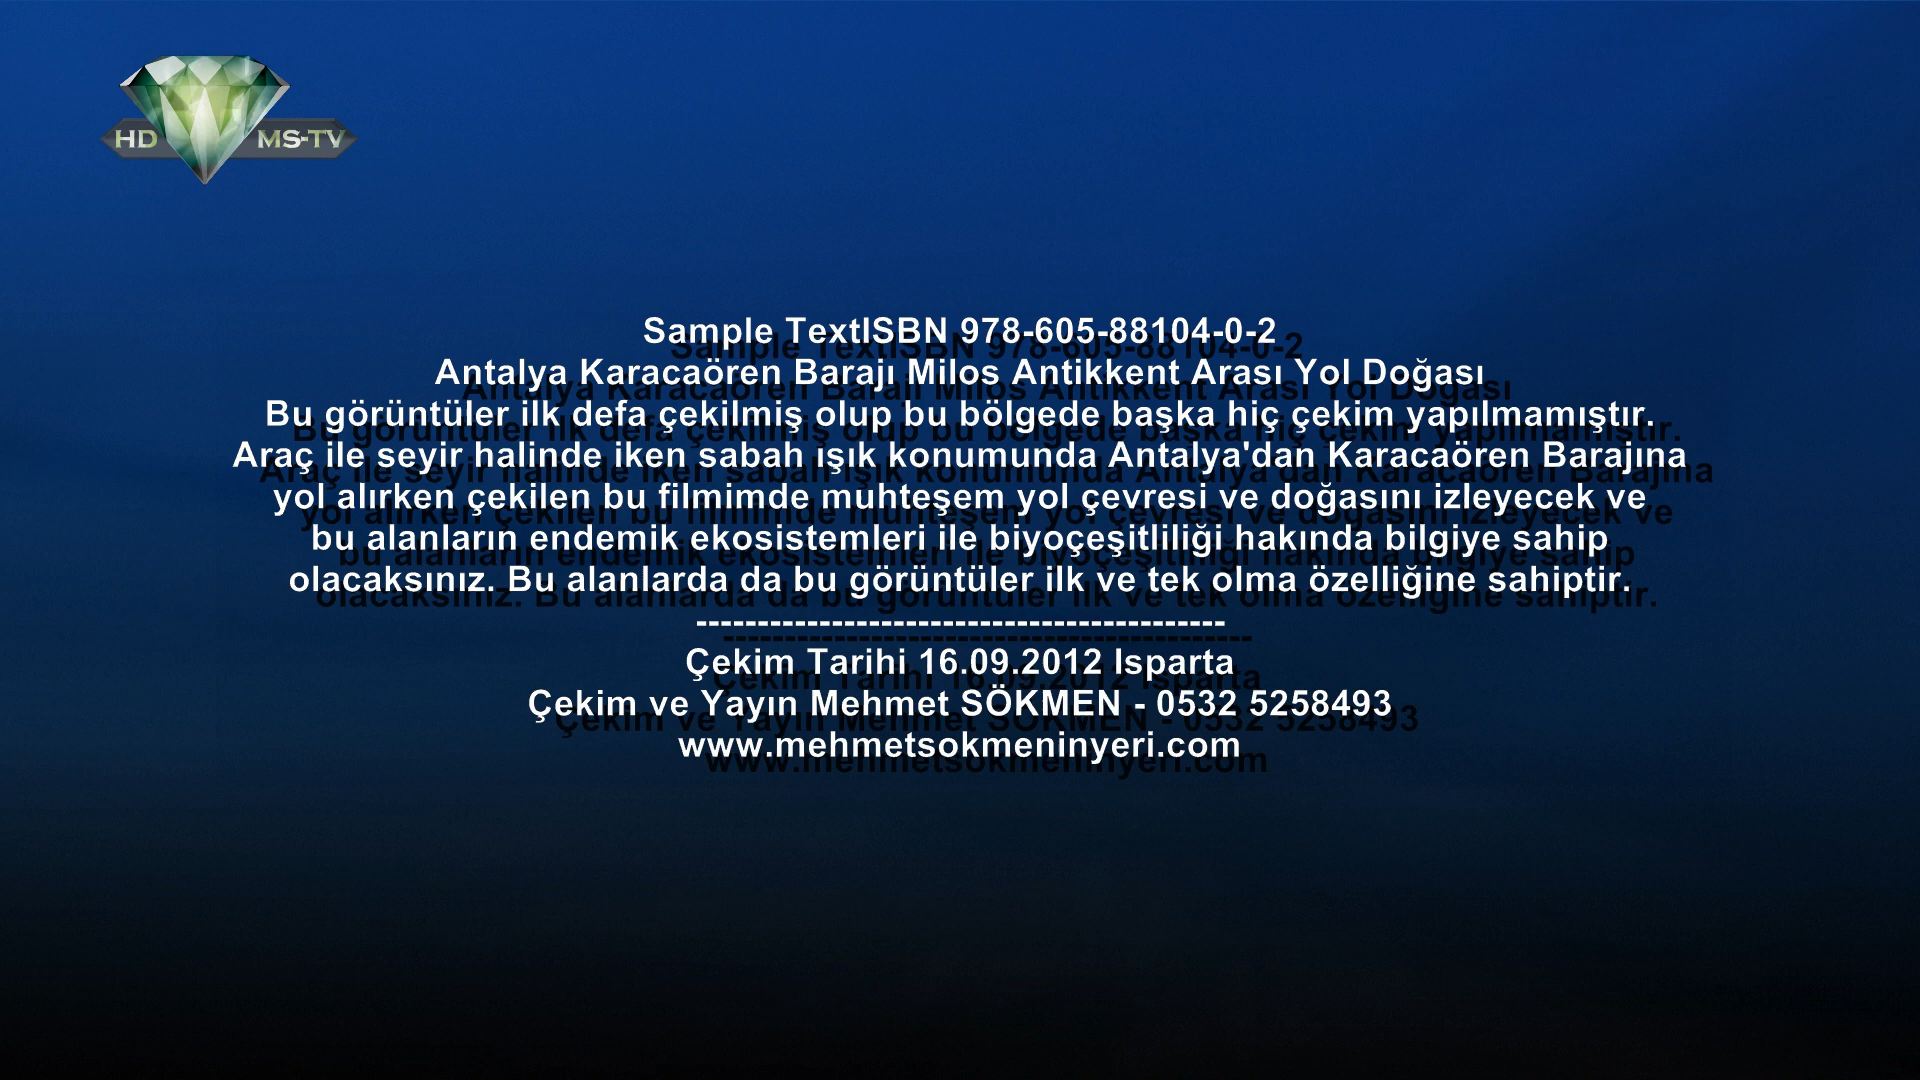 HD MS-TV
Sample TextISBN 978-605-88104-0-2
Antalya Karacaören Barajı Milos Antikkent Arası Yol Doğası
Bu görüntüler ilk defa çekilmiş olup bu bölgede başka hiç çekim yapılmamıştır.
Araç ile seyir halinde iken sabah ışık konumunda Antalya'dan Karacaören Barajına
yol alırken çekilen bu filmimde muhteşem yol çevresi ve doğasını izleyecek ve
bu alanların endemik ekosistemleri ile biyoçeşitliliği hakında bilgiye sahip
olacaksınız. Bu alanlarda da bu görüntüler ilk ve tek olma özelliğine sahiptir.
-------------------------------------------
Çekim Tarihi 16.09.2012 Isparta
Çekim ve Yayın Mehmet SÖKMEN - 0532 5258493
www.mehmetsokmeninyeri.com